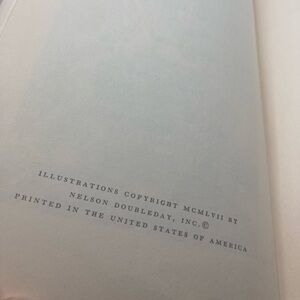 ILLUSTRATIONS COPYRIGHT MCMLVII BY
NELSON DOUBLEDAY, INC.©
PRINTED IN THE UNITED STATES OF AMERICA